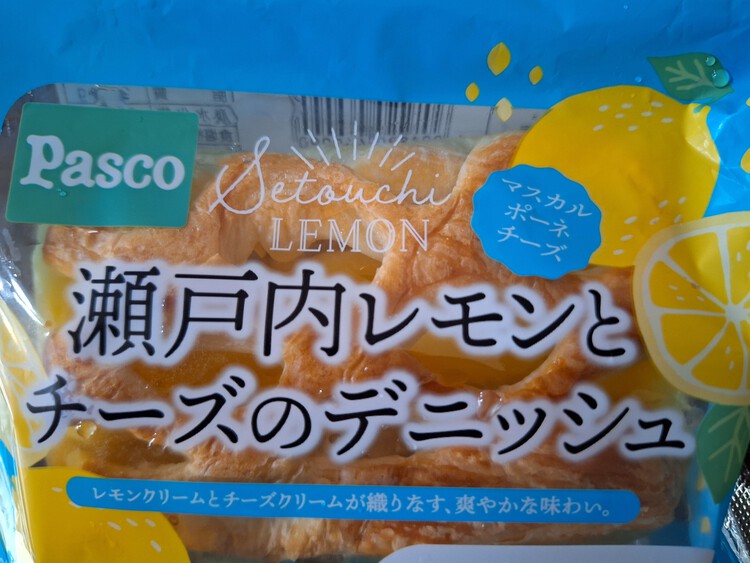 Pasco
Setouchi
LEMON
マスカル
ポーネ
チーズ
瀬戸内レモンと
チーズのデニッシュ
レモンクリームとチーズクリームが織りなす、爽やかな味わい。